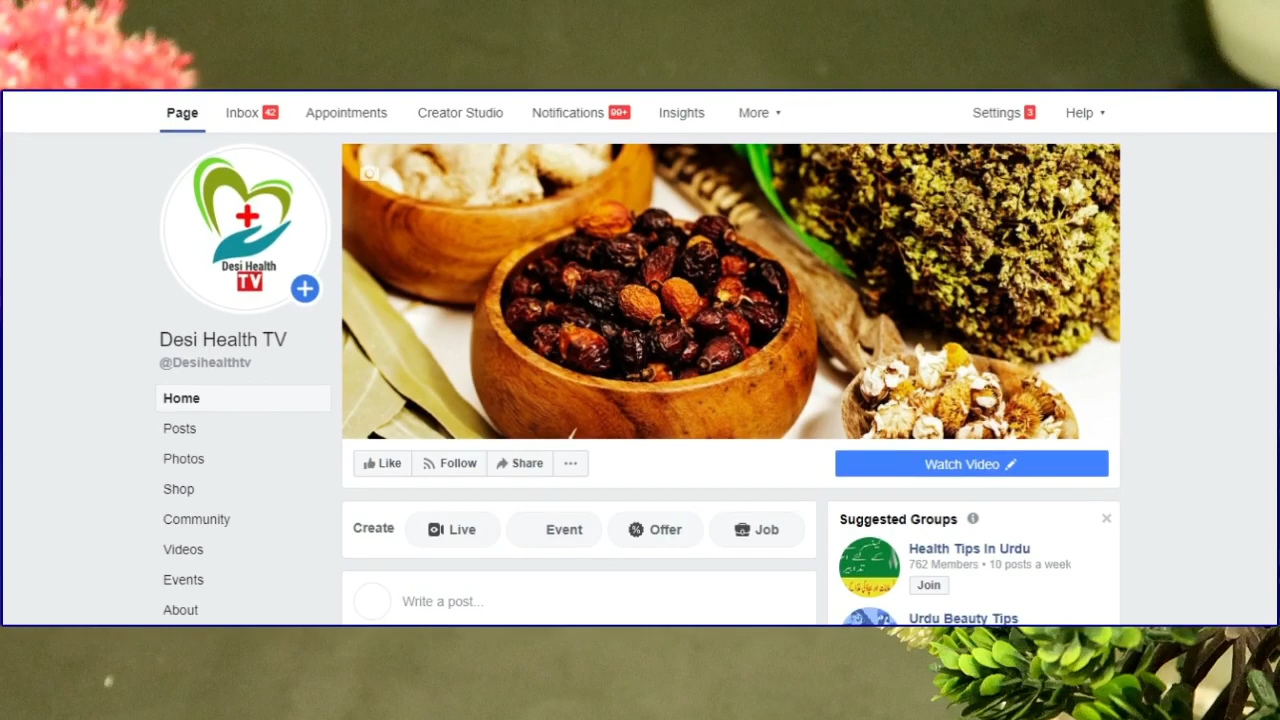 Page Inbox 42 Appointments Creator Studio Notifications 99+ Insights More Settings 3 Help
Desi Health
TV
Desi Health TV
@Desihealthtv
Home
Posts
Photos
Shop
Community
Videos
Events
About
Like Follow Share ...
Watch Video
Create Live Event Offer Job
Write a post...
Suggested Groups
Health Tips In Urdu
762 Members • 10 posts a week
Join
Urdu Beauty Tips